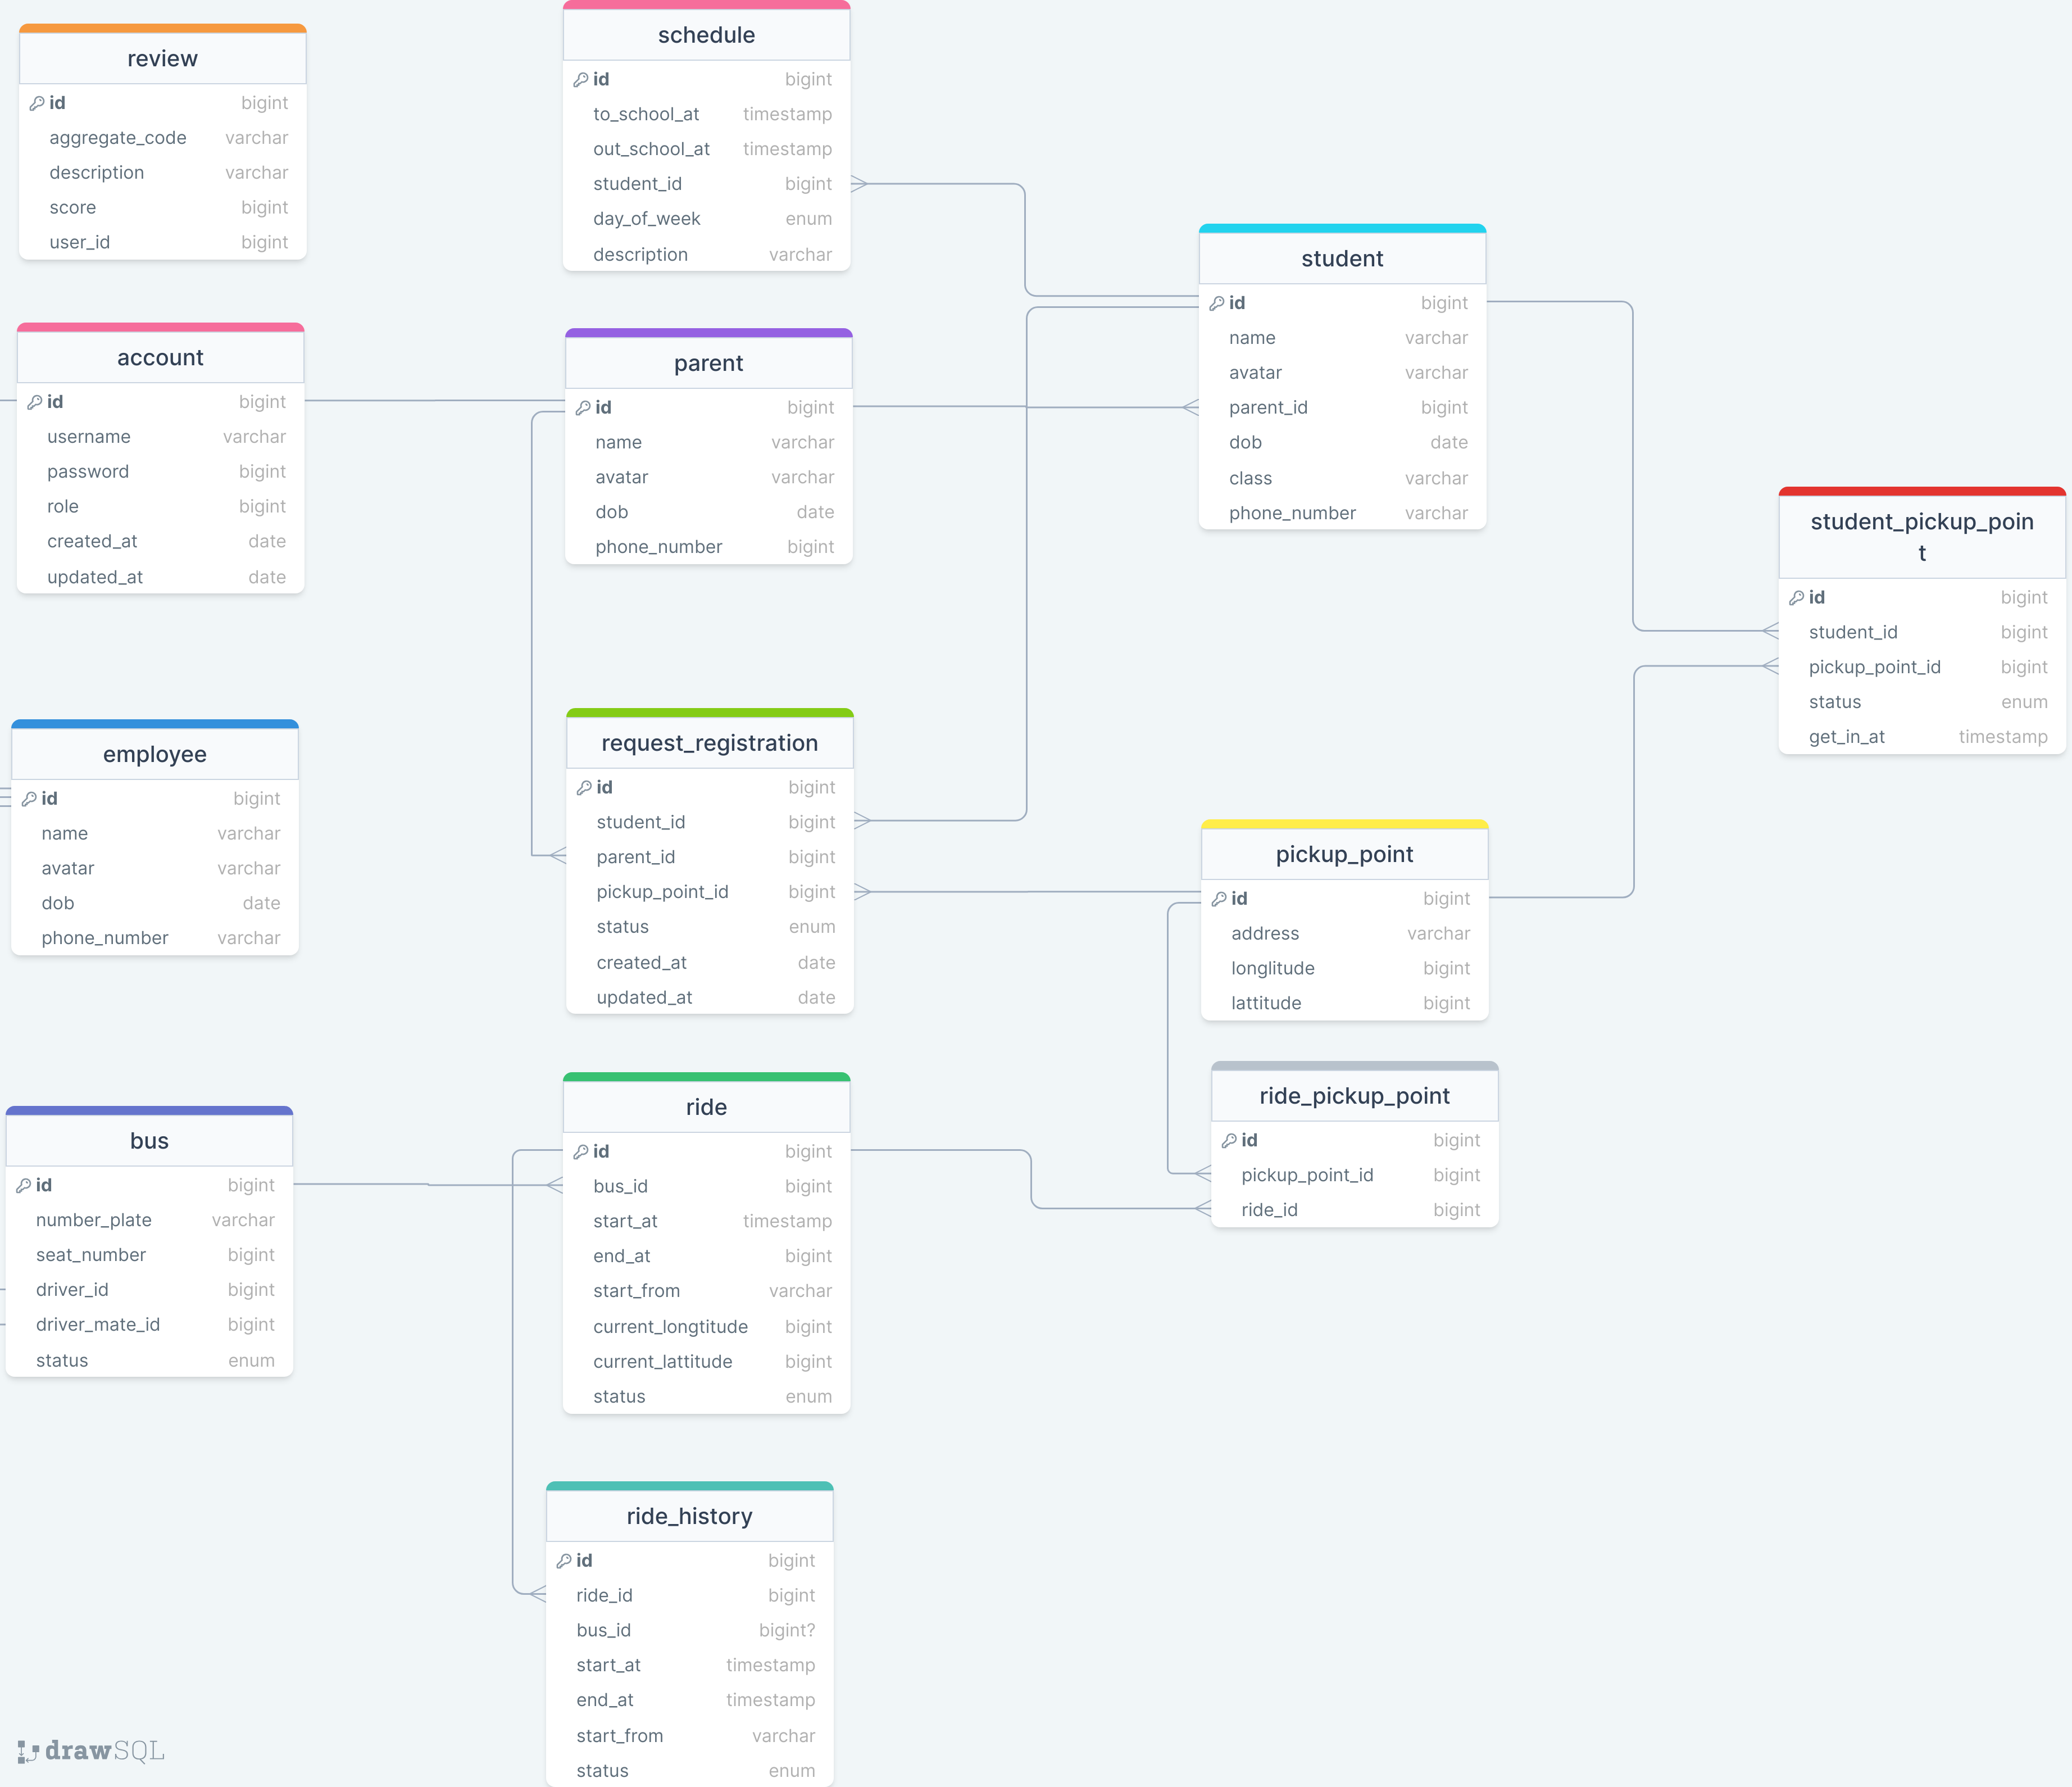 review
id bigint
aggregate_code varchar
description varchar
score bigint
user_id bigint
schedule
id bigint
to_school_at timestamp
out_school_at timestamp
student_id bigint
day_of_week enum
description varchar
student
id bigint
name varchar
avatar varchar
parent_id bigint
dob date
class varchar
phone_number varchar
account
id bigint
username varchar
password bigint
role bigint
created_at date
updated_at date
parent
id bigint
name varchar
avatar varchar
dob date
phone_number bigint
student_pickup_poin
t
id bigint
student_id bigint
pickup_point_id bigint
status enum
get_in_at timestamp
employee
id bigint
name varchar
avatar varchar
dob date
phone_number varchar
request_registration
id bigint
student_id bigint
parent_id bigint
pickup_point_id bigint
status enum
created_at date
updated_at date
pickup_point
id bigint
address varchar
longlitude bigint
lattitude bigint
ride_pickup_point
id bigint
pickup_point_id bigint
ride_id bigint
bus
id bigint
number_plate varchar
seat_number bigint
driver_id bigint
driver_mate_id bigint
status enum
ride
id bigint
bus_id bigint
start_at timestamp
end_at bigint
start_from varchar
current_longtitude bigint
current_lattitude bigint
status enum
ride_history
id bigint
ride_id bigint
bus_id bigint?
start_at timestamp
end_at timestamp
start_from varchar
status enum
drawSQL